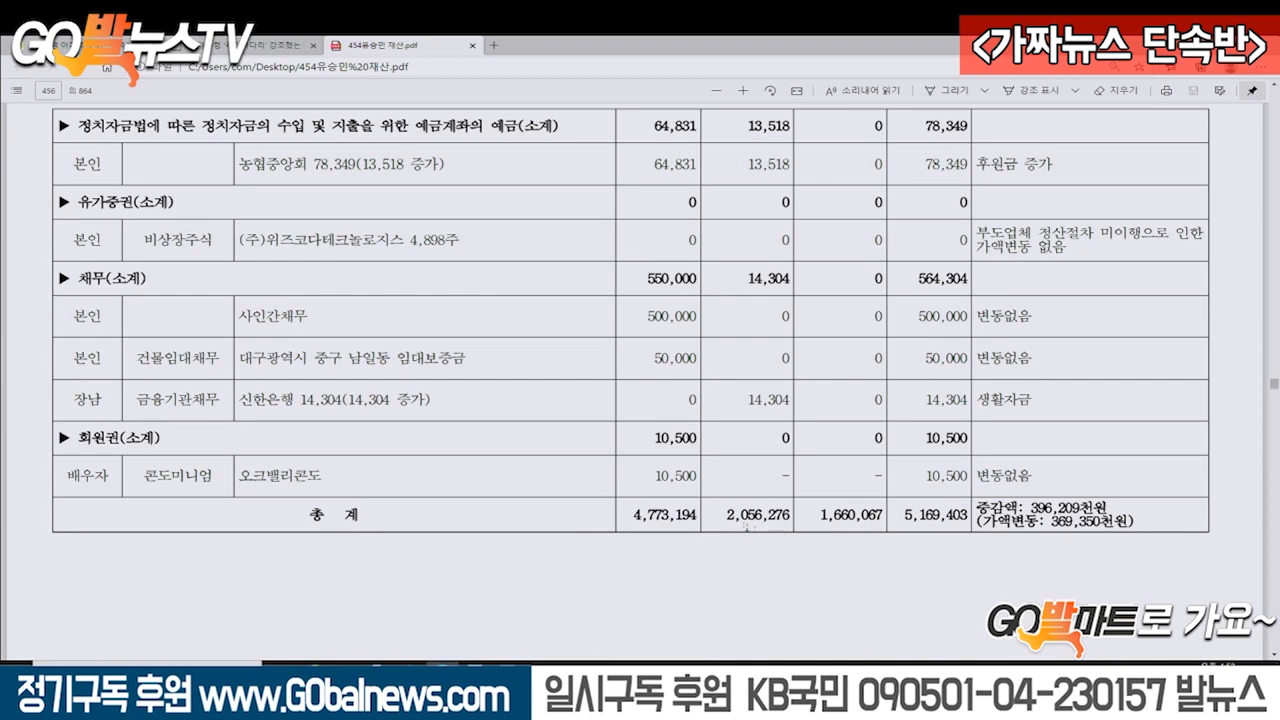 GO발뉴스TV
454유승민 재산.pdf
<가짜뉴스 단속반>
C:/Users/com/Desktop/454유승민%20재산.pdf
456 의 864
소리내어 읽기 그리기 강조 표시 지우기
▶ 정치자금법에 따른 정치자금의 수입 및 지출을 위한 예금계좌의 예금(소계) 64,831 13,518 0 78,349
본인 농협중앙회 78,349(13,518 증가) 64,831 13,518 0 78,349 후원금 증가
▶ 유가증권(소계) 0 0 0 0
본인 비상장주식 (주)위즈코다테크놀로지스 4,898주 0 0 0 0 부도업체 정산절차 미이행으로 인한
가액변동 없음
▶ 채무(소계) 550,000 14,304 0 564,304
본인 사인간채무 500,000 0 0 500,000 변동없음
본인 건물임대채무 대구광역시 중구 남일동 임대보증금 50,000 0 0 50,000 변동없음
장남 금융기관채무 신한은행 14,304(14,304 증가) 0 14,304 0 14,304 생활자금
▶ 회원권(소계) 10,500 0 0 10,500
배우자 콘도미니엄 오크밸리콘도 10,500 - - 10,500 변동없음
총 계 4,773,194 2,056,276 1,660,067 5,169,403 증감액: 396,209천원
(가액변동: 369,350천원)
GO발마트로 가요~
정기구독 후원 www.GObalnews.com 일시구독 후원 KB국민 090501-04-230157 발뉴스